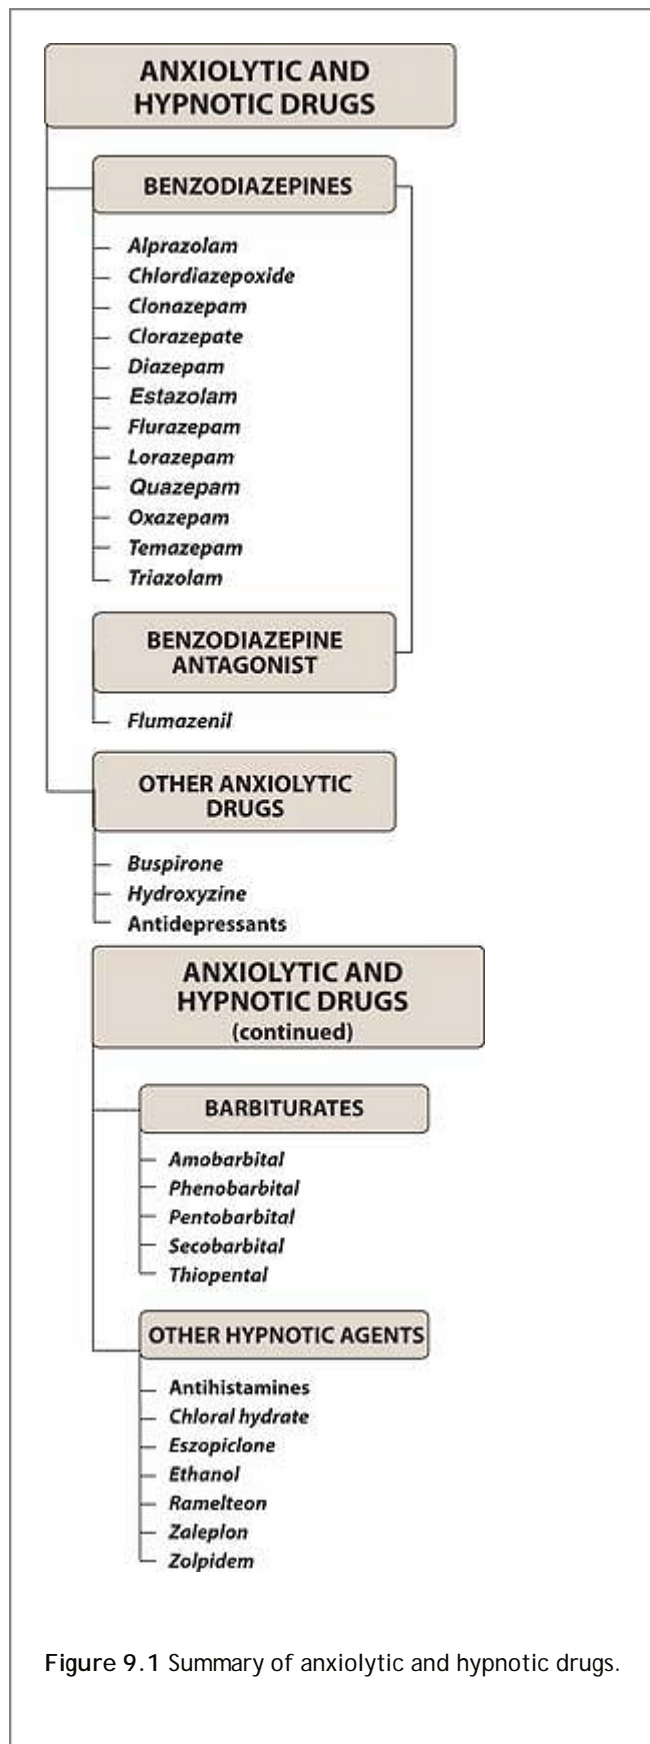 ANXIOLYTIC AND
HYPNOTIC DRUGS
BENZODIAZEPINES
Alprazolam
Chlordiazepoxide
Clonazepam
Clorazepate
Diazepam
Estazolam
Flurazepam
Lorazepam
Quazepam
Oxazepam
Temazepam
Triazolam
BENZODIAZEPINE
ANTAGONIST
Flumazenil
OTHER ANXIOLYTIC
DRUGS
Buspirone
Hydroxyzine
Antidepressants
ANXIOLYTIC AND
HYPNOTIC DRUGS
(continued)
BARBITURATES
Amobarbital
Phenobarbital
Pentobarbital
Secobarbital
Thiopental
OTHER HYPNOTIC AGENTS
Antihistamines
Chloral hydrate
Eszopiclone
Ethanol
Ramelteon
Zaleplon
Zolpidem
Figure 9.1 Summary of anxiolytic and hypnotic drugs.